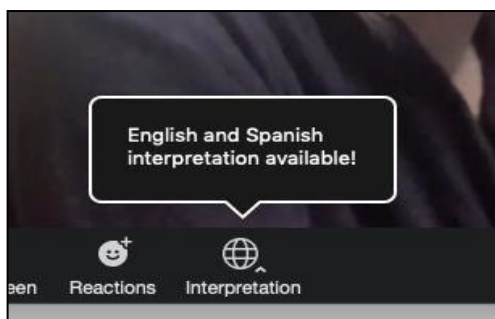 English and Spanish
interpretation available!
een Reactions Interpretation